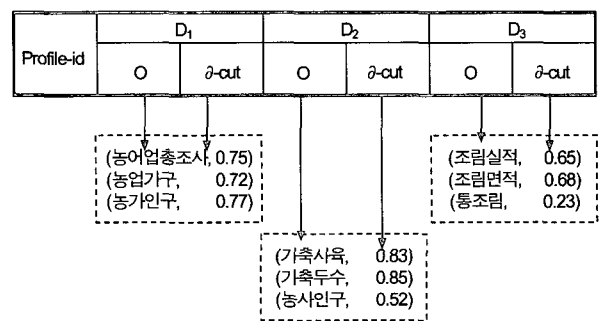 Profile-id D₁ D₂ D₃
O ∂-cut O ∂-cut O ∂-cut
(농어업총조사, 0.75)
(농업가구, 0.72)
(농가인구, 0.77)
(조림실적, 0.65)
(조림면적, 0.68)
(통조림, 0.23)
(가축사육, 0.83)
(가축두수, 0.85)
(농사인구, 0.52)